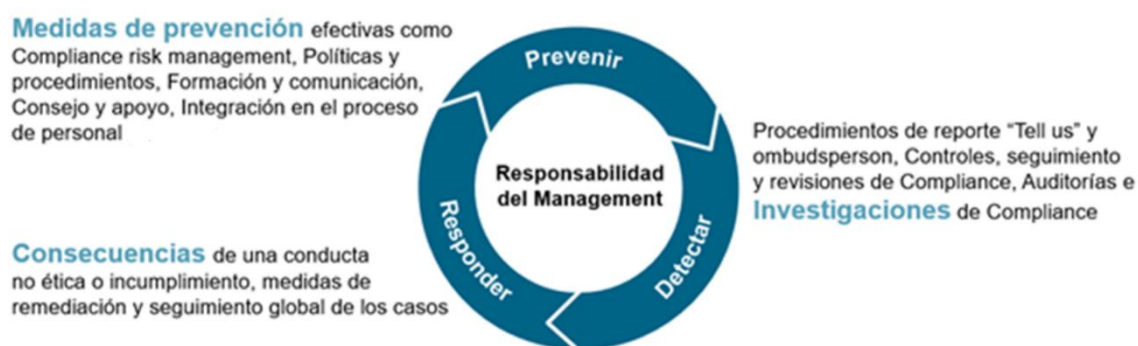 Medidas de prevención efectivas como
Compliance risk management, Políticas y
procedimientos, Formación y comunicación,
Consejo y apoyo, Integración en el proceso
de personal
Prevenir
Procedimientos de reporte “Tell us” y
ombudsperson, Controles, seguimiento
y revisiones de Compliance, Auditorías e
Investigaciones de Compliance
Responsabilidad
del Management
Detectar
Responder
Consecuencias de una conducta
no ética o incumplimiento, medidas de
remediación y seguimiento global de los casos